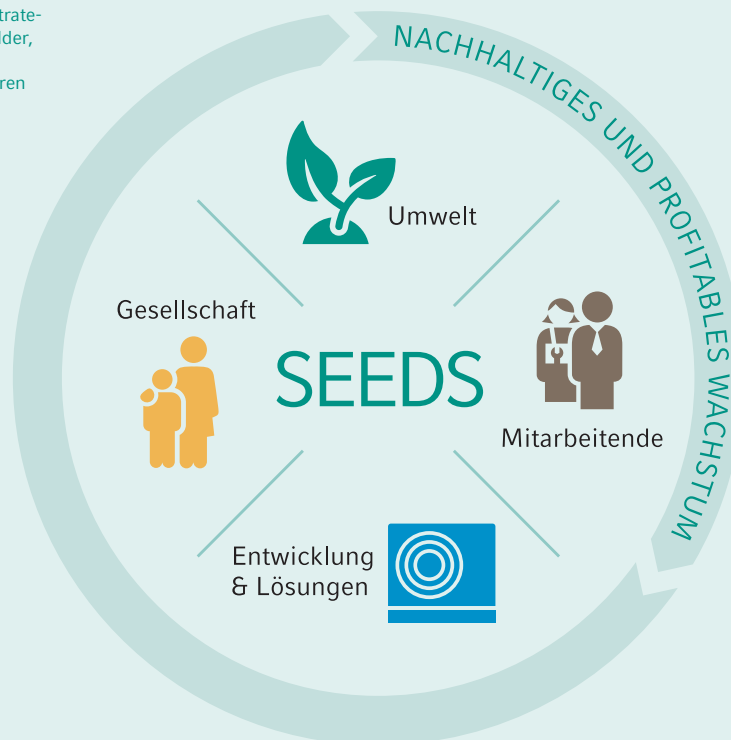 NACHHALTIGES UND PROFITABLES WACHSTUM
Umwelt
Gesellschaft
SEEDS
Mitarbeitende
Entwicklung
& Lösungen